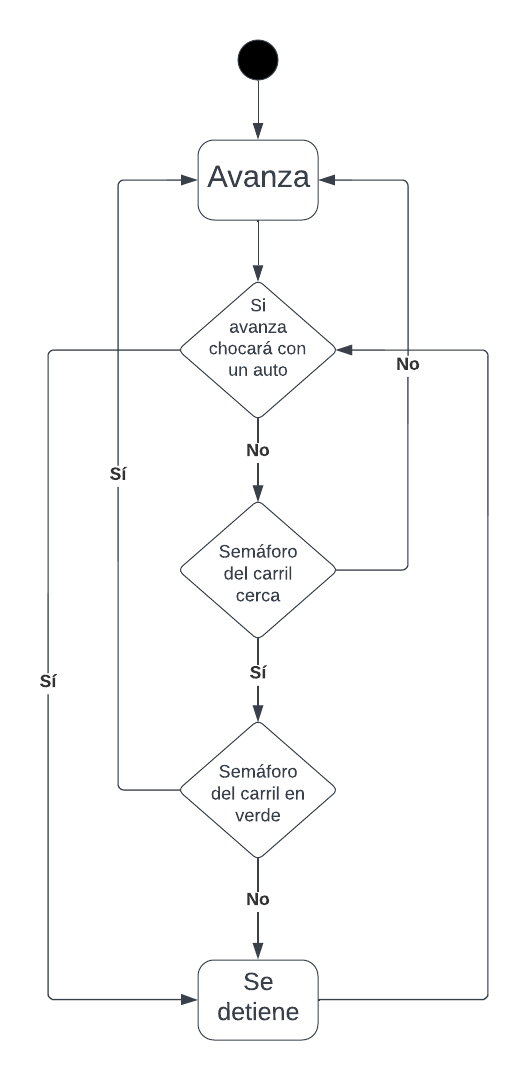 Avanza
Si
avanza
chocará con
un auto
No
No
Sí
Semáforo
del carril
cerca
Sí
Sí
Semáforo
del carril en
verde
No
Se
detiene